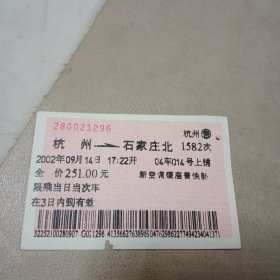 28G021296
杭州售
杭 州 → 石家庄北 1582次
2002年09月14日 17:22开 04车014号上铺
全 价 251.00元 新空调硬座普快卧
限乘当日当次车
在3日内到有效